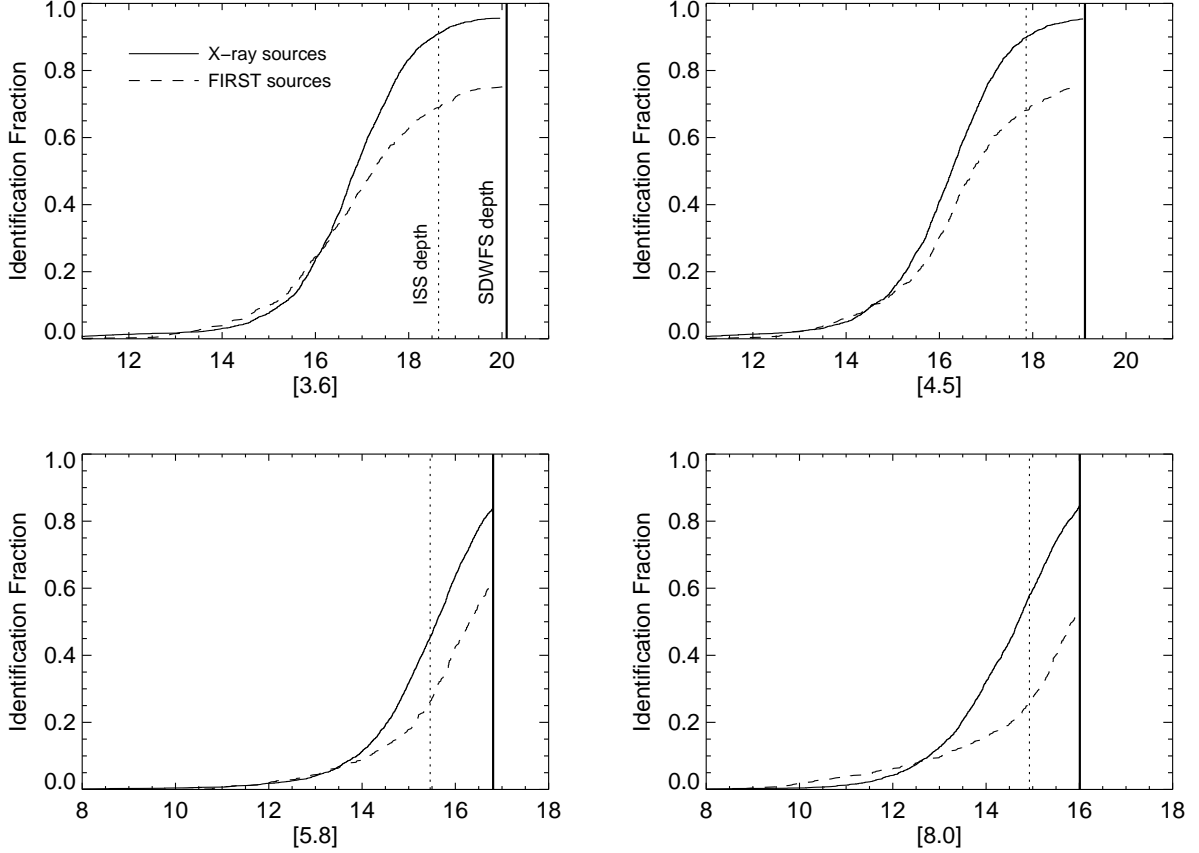 1.0
0.8
0.6
0.4
0.2
0.0
Identification Fraction
X−ray sources
FIRST sources
ISS depth
SDWFS depth
12 14 16 18 20
[3.6]
1.0
0.8
0.6
0.4
0.2
0.0
Identification Fraction
12 14 16 18 20
[4.5]
1.0
0.8
0.6
0.4
0.2
0.0
Identification Fraction
8 10 12 14 16 18
[5.8]
1.0
0.8
0.6
0.4
0.2
0.0
Identification Fraction
8 10 12 14 16 18
[8.0]